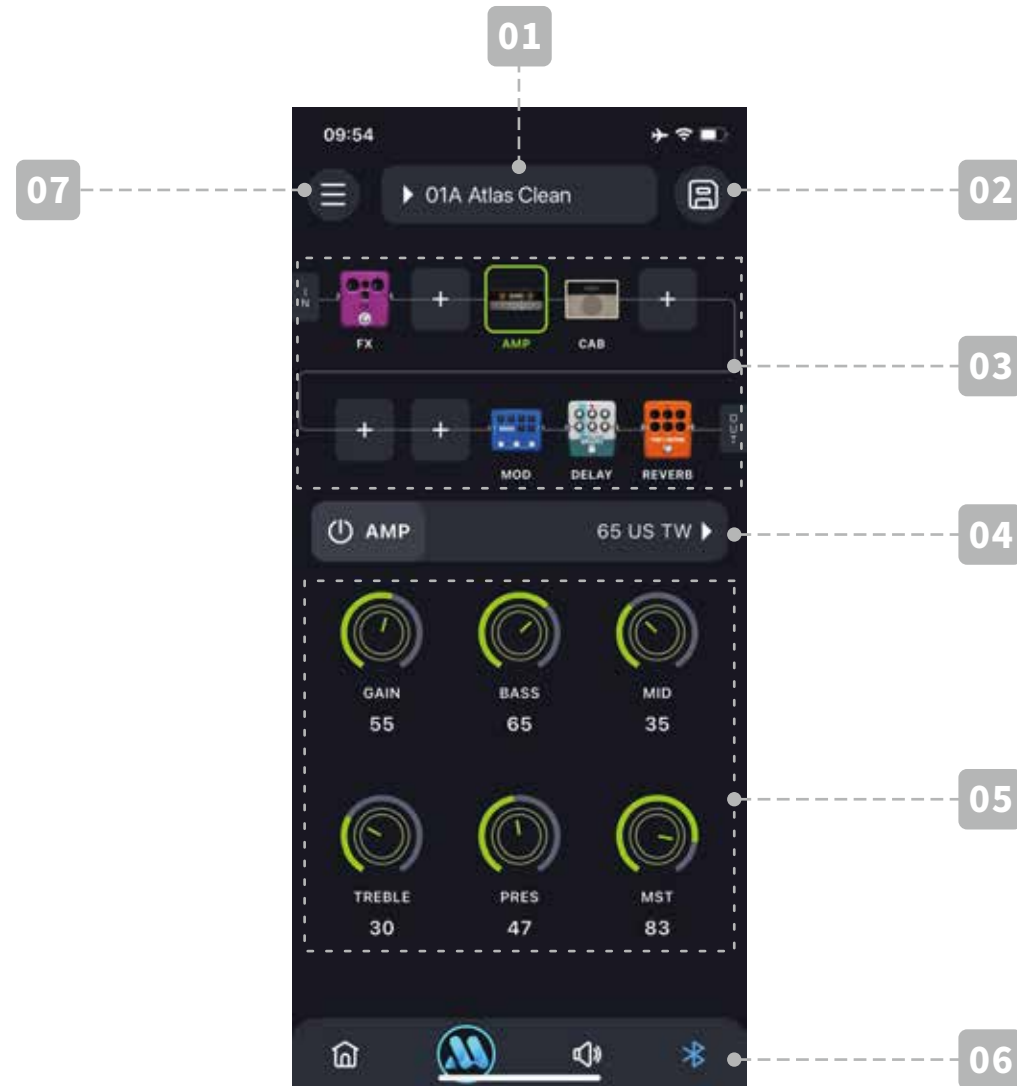 01
09:54
07
01A Atlas Clean
02
IN
+
+
FX
AMP
CAB
03
+
+
OUT
MOD
DELAY
REVERB
AMP
65 US TW
04
GAIN
BASS
MID
55
65
35
05
TREBLE
PRES
MST
30
47
83
06